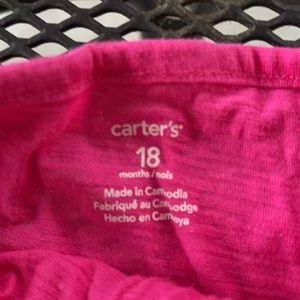 carter's®
18
months / mois
Made in Cambodia
Fabriqué au Cambodge
Hecho en Camboya